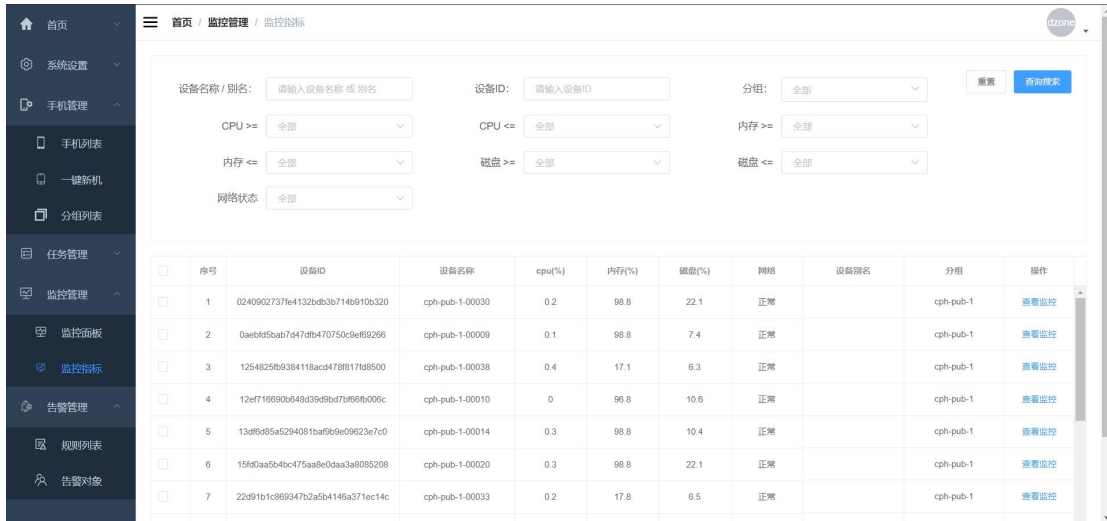 首页
系统设置
手机管理
手机列表
一键新机
分组列表
任务管理
监控管理
监控面板
监控指标
告警管理
规则列表
告警对象
首页 / 监控管理 / 监控指标
dzone
设备名称 / 别名： 请输入设备名称 或 别名 设备ID： 请输入设备ID 分组： 全部 重置 查询搜索
CPU >= 全部 CPU <= 全部 内存 >= 全部
内存 <= 全部 磁盘 >= 全部 磁盘 <= 全部
网络状态 全部
序号 设备ID 设备名称 cpu(%) 内存(%) 磁盘(%) 网络 设备别名 分组 操作
1 0240902737fe4132bdb3b714b910b320 cph-pub-1-00030 0.2 98.8 22.1 正常 cph-pub-1 查看监控
2 0aebfd5bab7d47dfb470750c9ef69266 cph-pub-1-00009 0.1 98.8 7.4 正常 cph-pub-1 查看监控
3 1254825fb9384118acd478f817fd8500 cph-pub-1-00038 0.4 17.1 6.3 正常 cph-pub-1 查看监控
4 12ef716690b648d39d9bd7bf66fb006c cph-pub-1-00010 0 96.8 10.6 正常 cph-pub-1 查看监控
5 13df6d85a5294081baf9b9e09623e7c0 cph-pub-1-00014 0.3 98.8 10.4 正常 cph-pub-1 查看监控
6 15fd0aa5b4bc475aa8e0daa3a8085208 cph-pub-1-00020 0.3 98.8 22.1 正常 cph-pub-1 查看监控
7 22d91b1c869347b2a5b4146a371ec14c cph-pub-1-00033 0.2 17.8 6.5 正常 cph-pub-1 查看监控